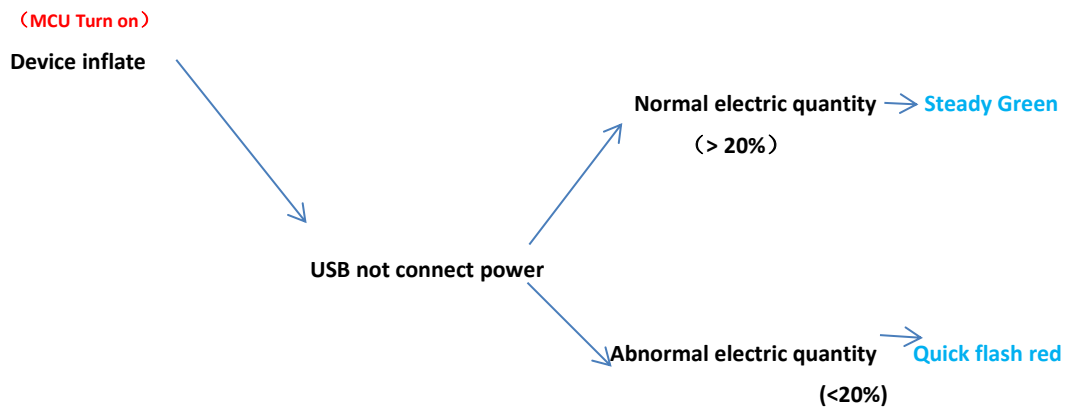 （MCU Turn on）
Device inflate
Normal electric quantity
Steady Green
（> 20%）
USB not connect power
Abnormal electric quantity
Quick flash red
(<20%)